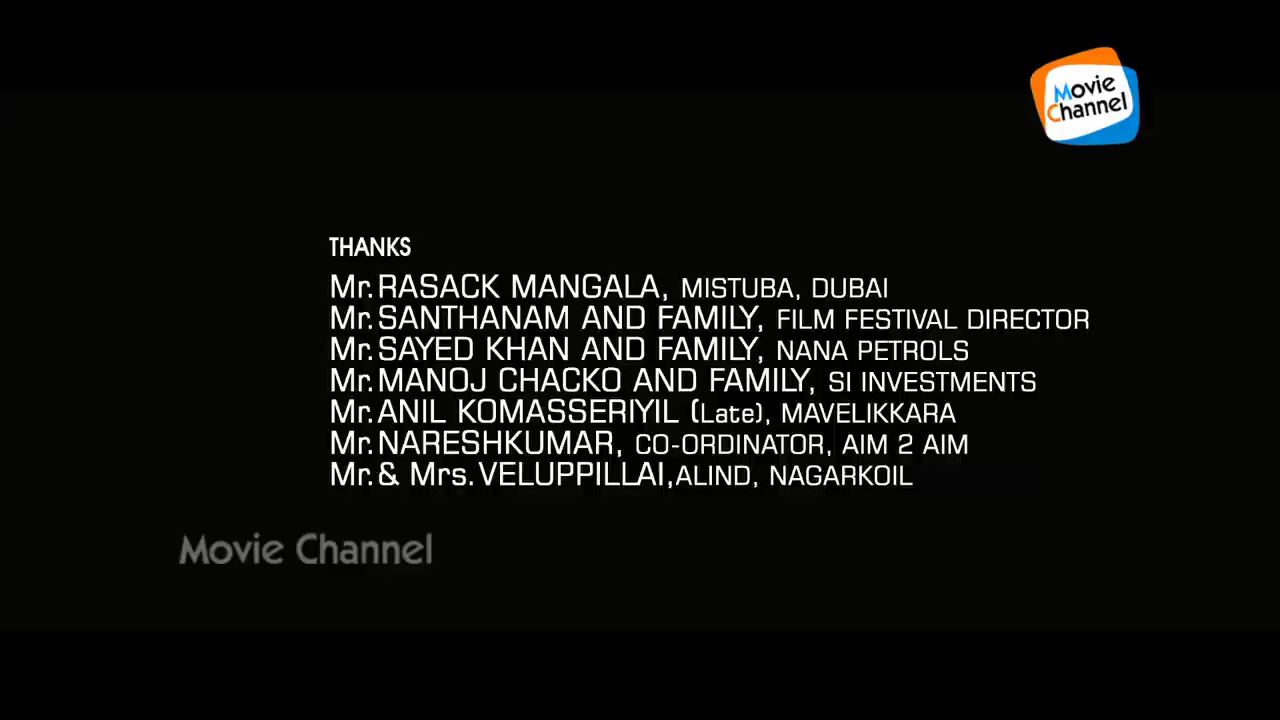 Movie
Channel
THANKS
Mr. RASACK MANGALA, MISTUBA, DUBAI
Mr. SANTHANAM AND FAMILY, FILM FESTIVAL DIRECTOR
Mr. SAYED KHAN AND FAMILY, NANA PETROLS
Mr. MANOJ CHACKO AND FAMILY, SI INVESTMENTS
Mr. ANIL KOMASSERIYIL (Late), MAVELIKKARA
Mr. NARESHKUMAR, CO-ORDINATOR, AIM 2 AIM
Mr. & Mrs. VELUPPILLAI, ALIND, NAGARKOIL
Movie Channel